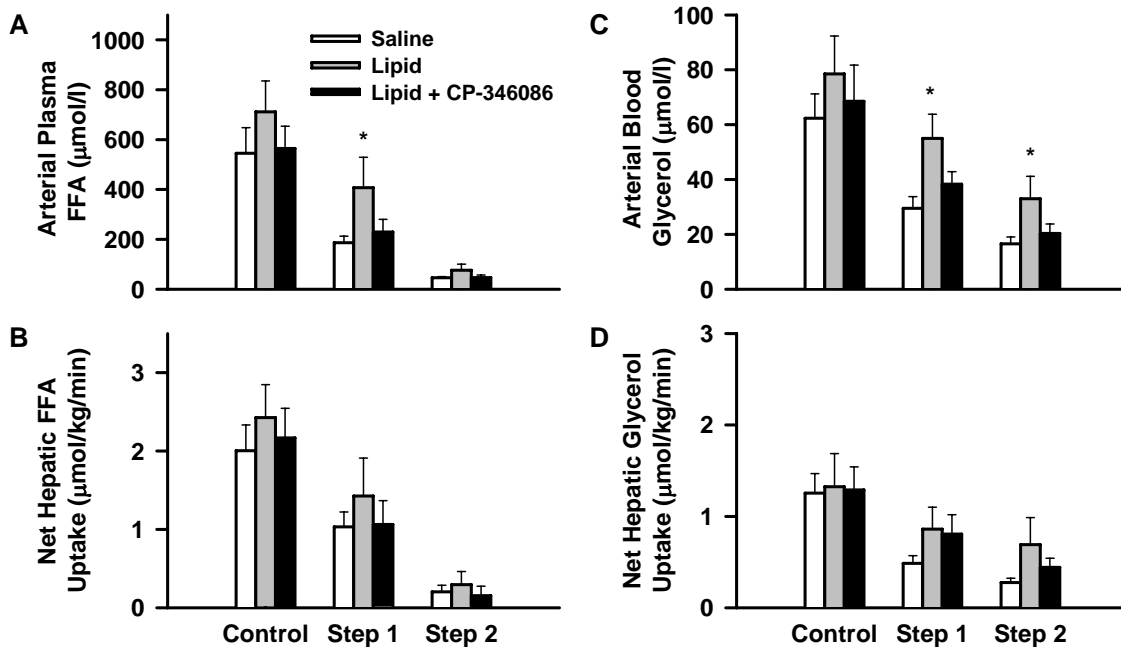 A
Arterial Plasma
FFA (μmol/l)
1000
800
600
400
200
0
Saline
Lipid
Lipid + CP-346086
*
B
Net Hepatic FFA
Uptake (μmol/kg/min)
3
2
1
0
Control Step 1 Step 2
C
Arterial Blood
Glycerol (μmol/l)
100
80
60
40
20
0
*
*
D
Net Hepatic Glycerol
Uptake (μmol/kg/min)
3
2
1
0
Control Step 1 Step 2